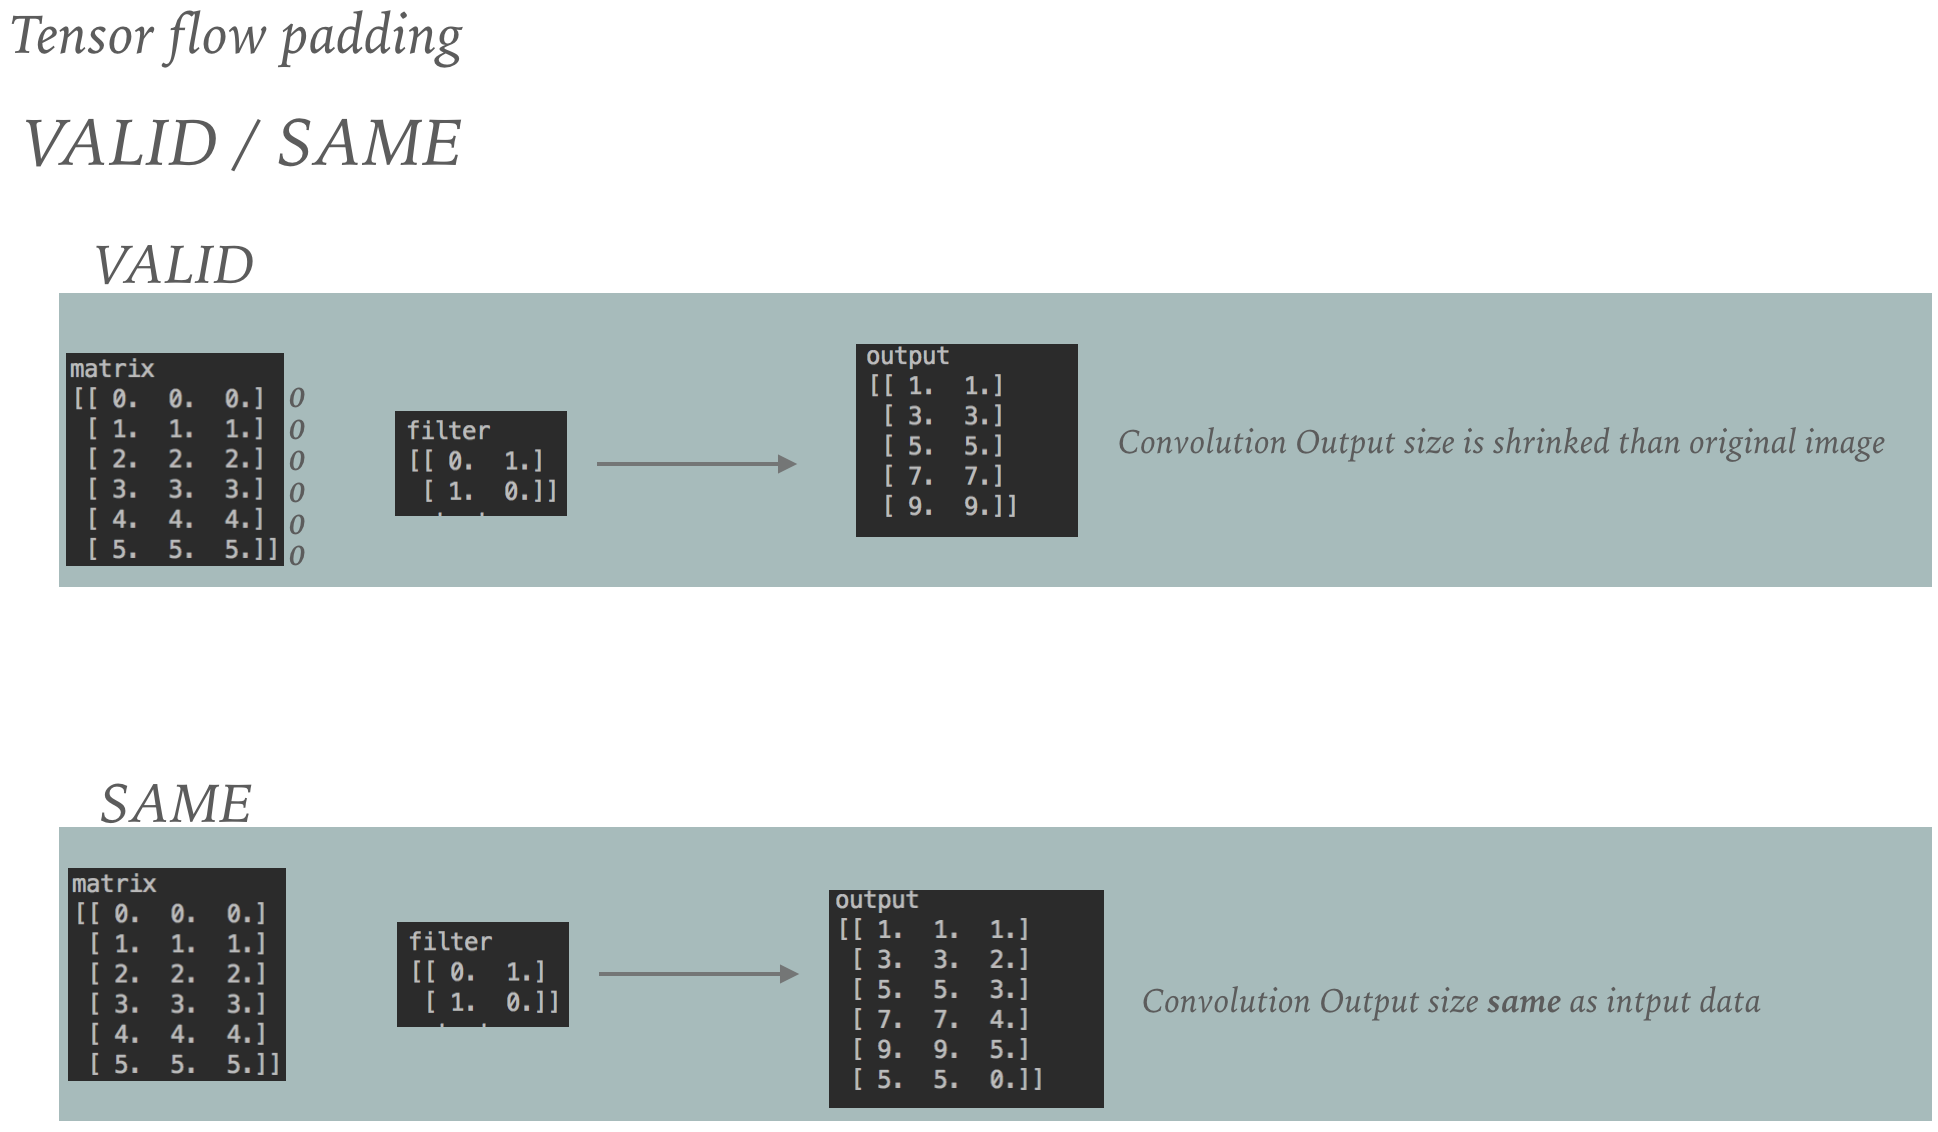 Tensor flow padding
VALID / SAME
VALID
matrix
[[ 0.  0.  0.] 0
[ 1.  1.  1.] 0
[ 2.  2.  2.] 0
[ 3.  3.  3.] 0
[ 4.  4.  4.] 0
[ 5.  5.  5.]] 0
filter
[[ 0.  1.]
[ 1.  0.]]
output
[[ 1.  1.]
[ 3.  3.]
[ 5.  5.]
[ 7.  7.]
[ 9.  9.]]
Convolution Output size is shrinked than original image
SAME
matrix
[[ 0.  0.  0.]
[ 1.  1.  1.]
[ 2.  2.  2.]
[ 3.  3.  3.]
[ 4.  4.  4.]
[ 5.  5.  5.]]
filter
[[ 0.  1.]
[ 1.  0.]]
output
[[ 1.  1.  1.]
[ 3.  3.  2.]
[ 5.  5.  3.]
[ 7.  7.  4.]
[ 9.  9.  5.]
[ 5.  5.  0.]]
Convolution Output size same as intput data